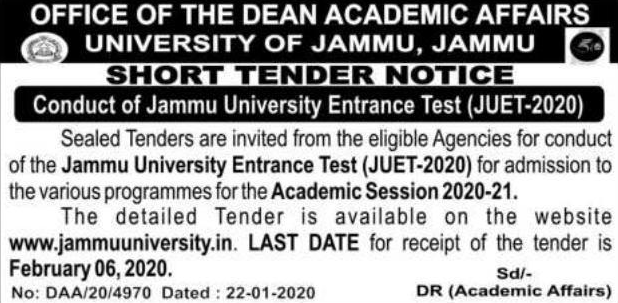 OFFICE OF THE DEAN ACADEMIC AFFAIRS
UNIVERSITY OF JAMMU, JAMMU
SHORT TENDER NOTICE
Conduct of Jammu University Entrance Test (JUET-2020)
Sealed Tenders are invited from the eligible Agencies for conduct
of the Jammu University Entrance Test (JUET-2020) for admission to
the various programmes for the Academic Session 2020-21.
The detailed Tender is available on the website
www.jammuuniversity.in. LAST DATE for receipt of the tender is
February 06, 2020.
Sd/-
No: DAA/20/4970 Dated : 22-01-2020
DR (Academic Affairs)